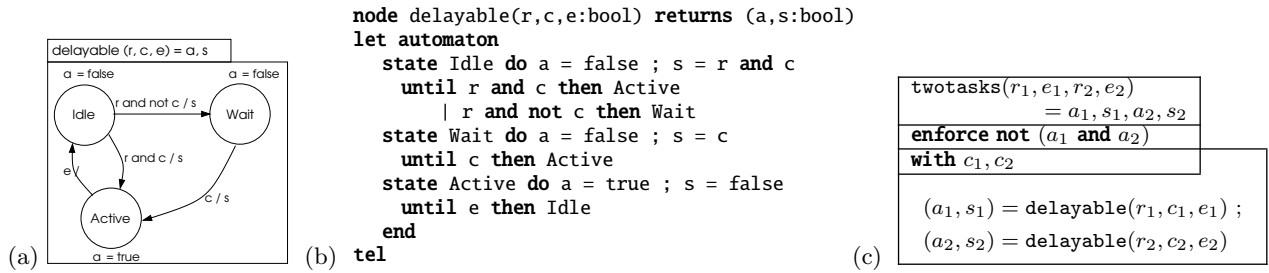 delayable (r, c, e) = a, s
a = false
a = false
Idle
r and not c / s
Wait
r and c / s
e /
c / s
Active
a = true
(a)
node delayable(r,c,e:bool) returns (a,s:bool)
let automaton
state Idle do a = false ; s = r and c
until r and c then Active
| r and not c then Wait
state Wait do a = false ; s = c
until c then Active
state Active do a = true ; s = false
until e then Idle
end
tel
(b)
twotasks(r₁, e₁, r₂, e₂)
= a₁, s₁, a₂, s₂
enforce not (a₁ and a₂)
with c₁, c₂
(a₁, s₁) = delayable(r₁, c₁, e₁) ;
(a₂, s₂) = delayable(r₂, c₂, e₂)
(c)